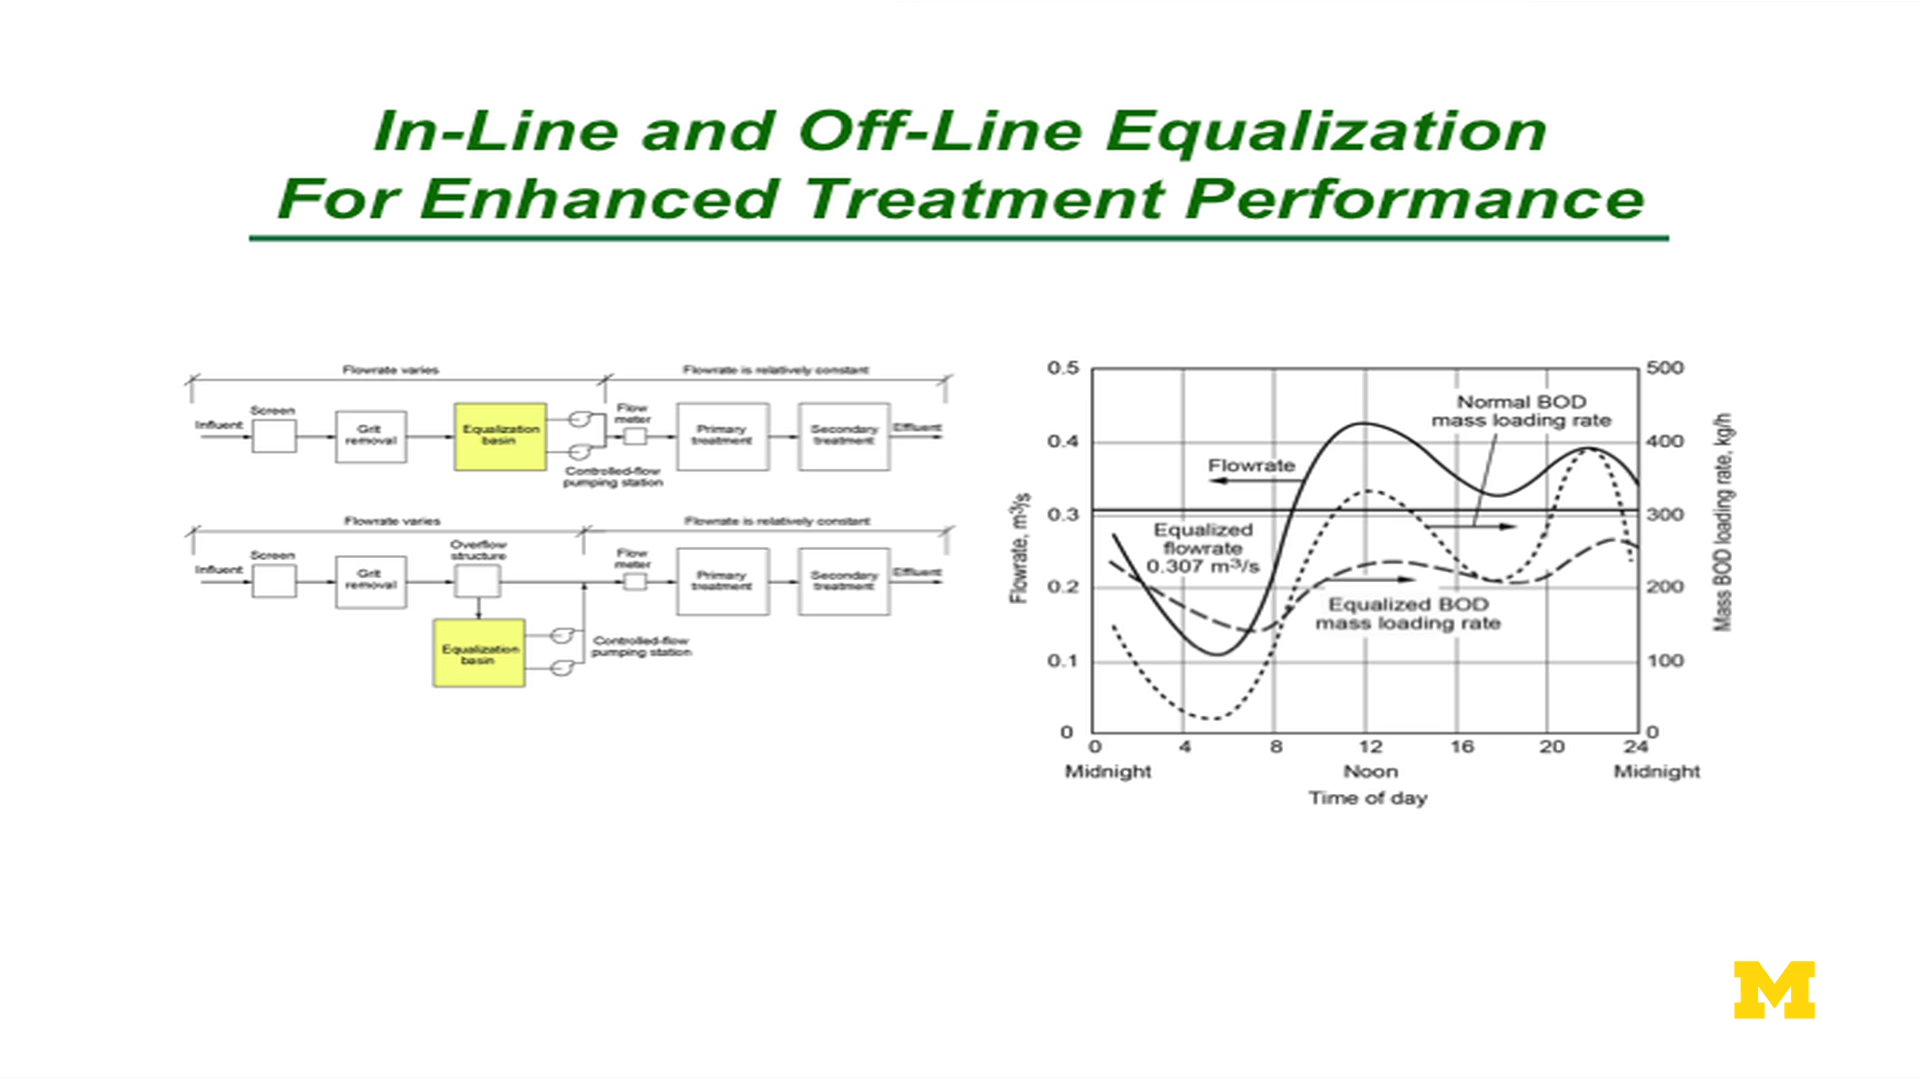 In-Line and Off-Line Equalization
For Enhanced Treatment Performance
Flowrate varies
Flowrate is relatively constant
Influent
Screen
Grit
removal
Equalization
basin
Flow
meter
Controlled-flow
pumping station
Primary
treatment
Secondary
treatment
Effluent
Flowrate varies
Flowrate is relatively constant
Influent
Screen
Grit
removal
Overflow
structure
Equalization
basin
Flow
meter
Controlled-flow
pumping station
Primary
treatment
Secondary
treatment
Effluent
Flowrate, m³/s
0.5
0.4
0.3
0.2
0.1
0
Normal BOD
mass loading rate
Flowrate
Equalized
flowrate
0.307 m³/s
Equalized BOD
mass loading rate
500
400
300
200
100
0
Mass BOD loading rate, kg/h
0 4 8 12 16 20 24
Midnight Noon Midnight
Time of day
M